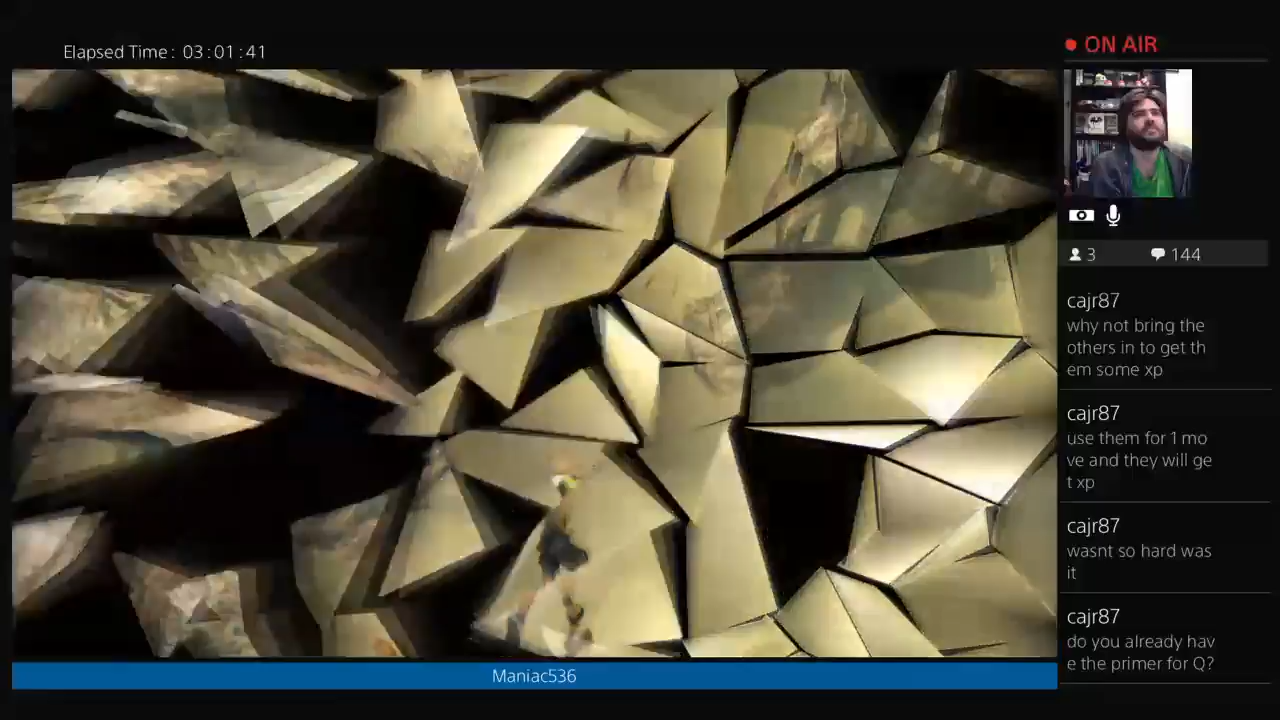 Elapsed Time: 03:01:41
ON AIR
3 144
cajr87
why not bring the
others in to get th
em some xp
cajr87
use them for 1 mo
ve and they will ge
t xp
cajr87
wasnt so hard was
it
cajr87
do you already hav
e the primer for Q?
Maniac536